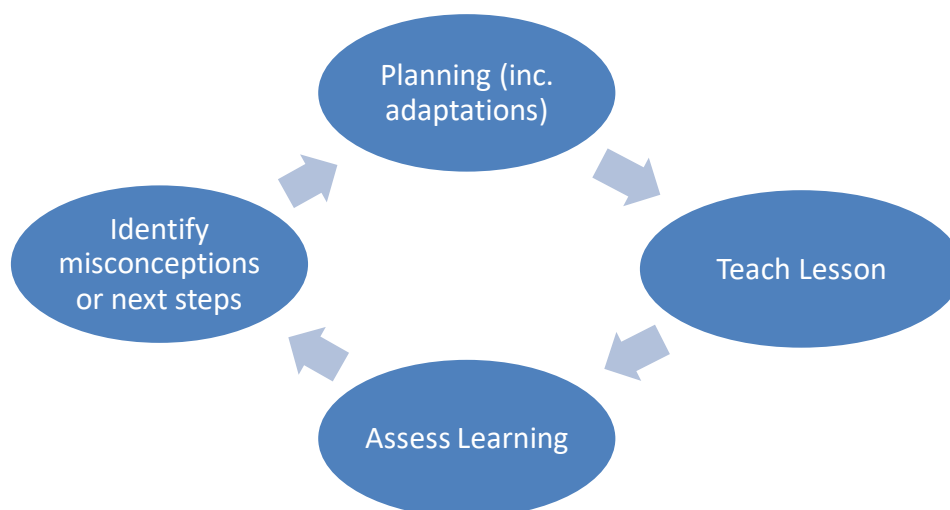 Planning (inc.
adaptations)
Teach Lesson
Assess Learning
Identify
misconceptions
or next steps